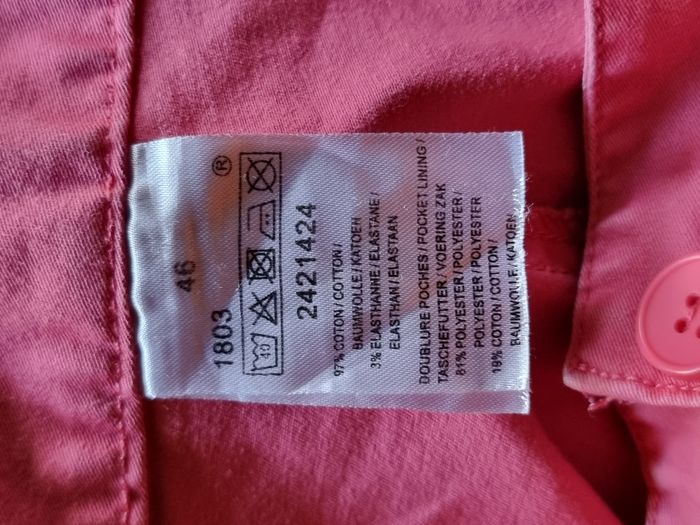 46
1803
®
40
2421424
97% COTON / COTTON /
BAUMWOLLE / KATOEN
3% ELASTHANNE / ELASTANE /
ELASTHAN / ELASTAAN
DOUBLURE POCHES / POCKET LINING /
TASCHEFUTTER / VOERING ZAK
81% POLYESTER / POLYESTER /
POLYESTER / POLYESTER
19% COTON / COTTON /
BAUMWOLLE / KATOEN